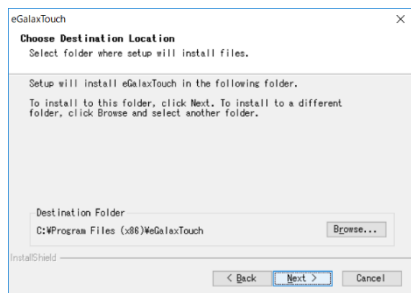 eGalaxTouch
Choose Destination Location
Select folder where setup will install files.
Setup will install eGalaxTouch in the following folder.
To install to this folder, click Next. To install to a different
folder, click Browse and select another folder.
Destination Folder
C:¥Program Files (x86)¥eGalaxTouch
Browse...
InstallShield
< Back
Next >
Cancel